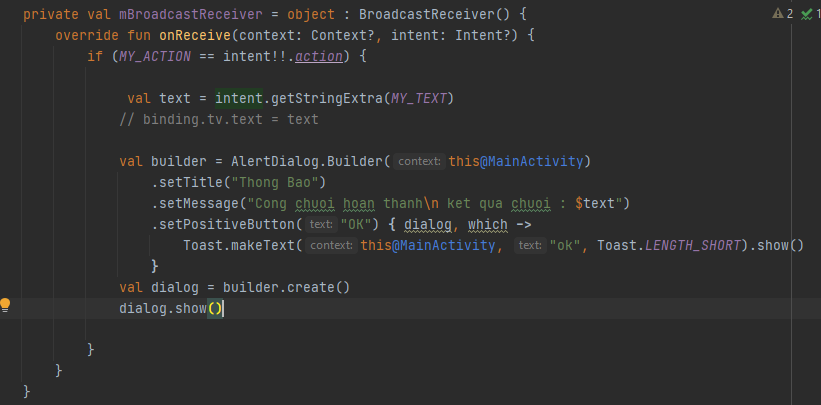 private val mBroadcastReceiver = object : BroadcastReceiver() {
2 1
override fun onReceive(context: Context?, intent: Intent?) {
if (MY_ACTION == intent!!.action) {
val text = intent.getStringExtra(MY_TEXT)
// binding.tv.text = text
val builder = AlertDialog.Builder( context: this@MainActivity)
.setTitle("Thong Bao")
.setMessage("Cong chuoi hoan thanh\n ket qua chuoi : $text")
.setPositiveButton( text: "OK") { dialog, which ->
Toast.makeText( context: this@MainActivity, text: "ok", Toast.LENGTH_SHORT).show()
}
val dialog = builder.create()
dialog.show()
}
}
}